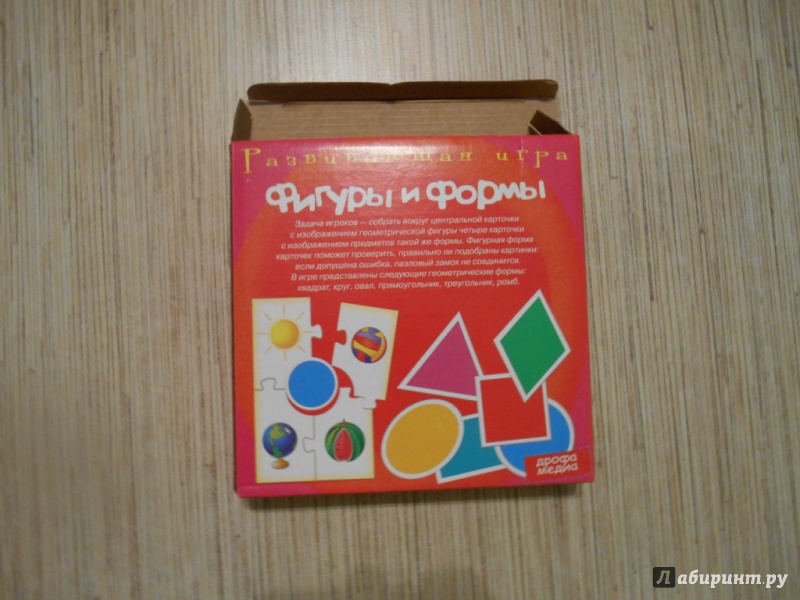 Развивающая игра
Фигуры и формы
Задача игроков — собрать вокруг центральной карточки
с изображением геометрической фигуры четыре карточки
с изображением предметов такой же формы. Фигурная форма
карточек поможет проверить, правильно ли подобраны картинки:
если допущена ошибка, пазловый замок не соединится.
В игре представлены следующие геометрические формы:
квадрат, круг, овал, прямоугольник, треугольник, ромб.
дрофа
медиа
Лабиринт.ру